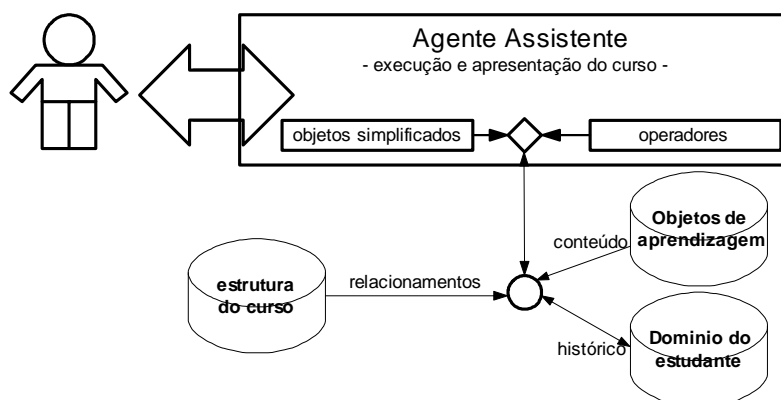 Agente Assistente
- execução e apresentação do curso -
objetos simplificados
operadores
Objetos de
aprendizagem
conteúdo
estrutura
do curso
relacionamentos
histórico
Dominio do
estudante